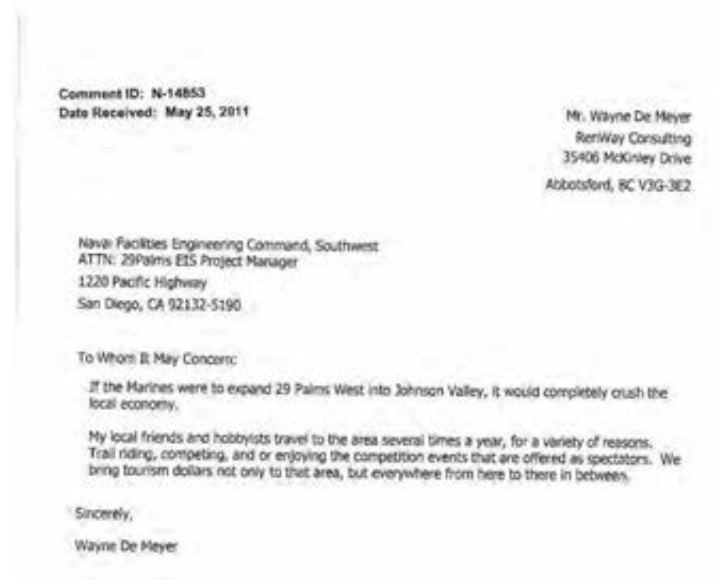 Comment ID: N-14853
Date Received: May 25, 2011
Mr. Wayne De Meyer
RenWay Consulting
35406 McKinley Drive
Abbotsford, BC V3G-3E2
Naval Facilities Engineering Command, Southwest
ATTN: 29Palms EIS Project Manager
1220 Pacific Highway
San Diego, CA 92132-5190
To Whom It May Concern:
If the Marines were to expand 29 Palms West into Johnson Valley, it would completely crush the
local economy.
My local friends and hobbyists travel to the area several times a year, for a variety of reasons.
Trail riding, competing, and or enjoying the competition events that are offered as spectators. We
bring tourism dollars not only to that area, but everywhere from here to there in between.
Sincerely,
Wayne De Meyer